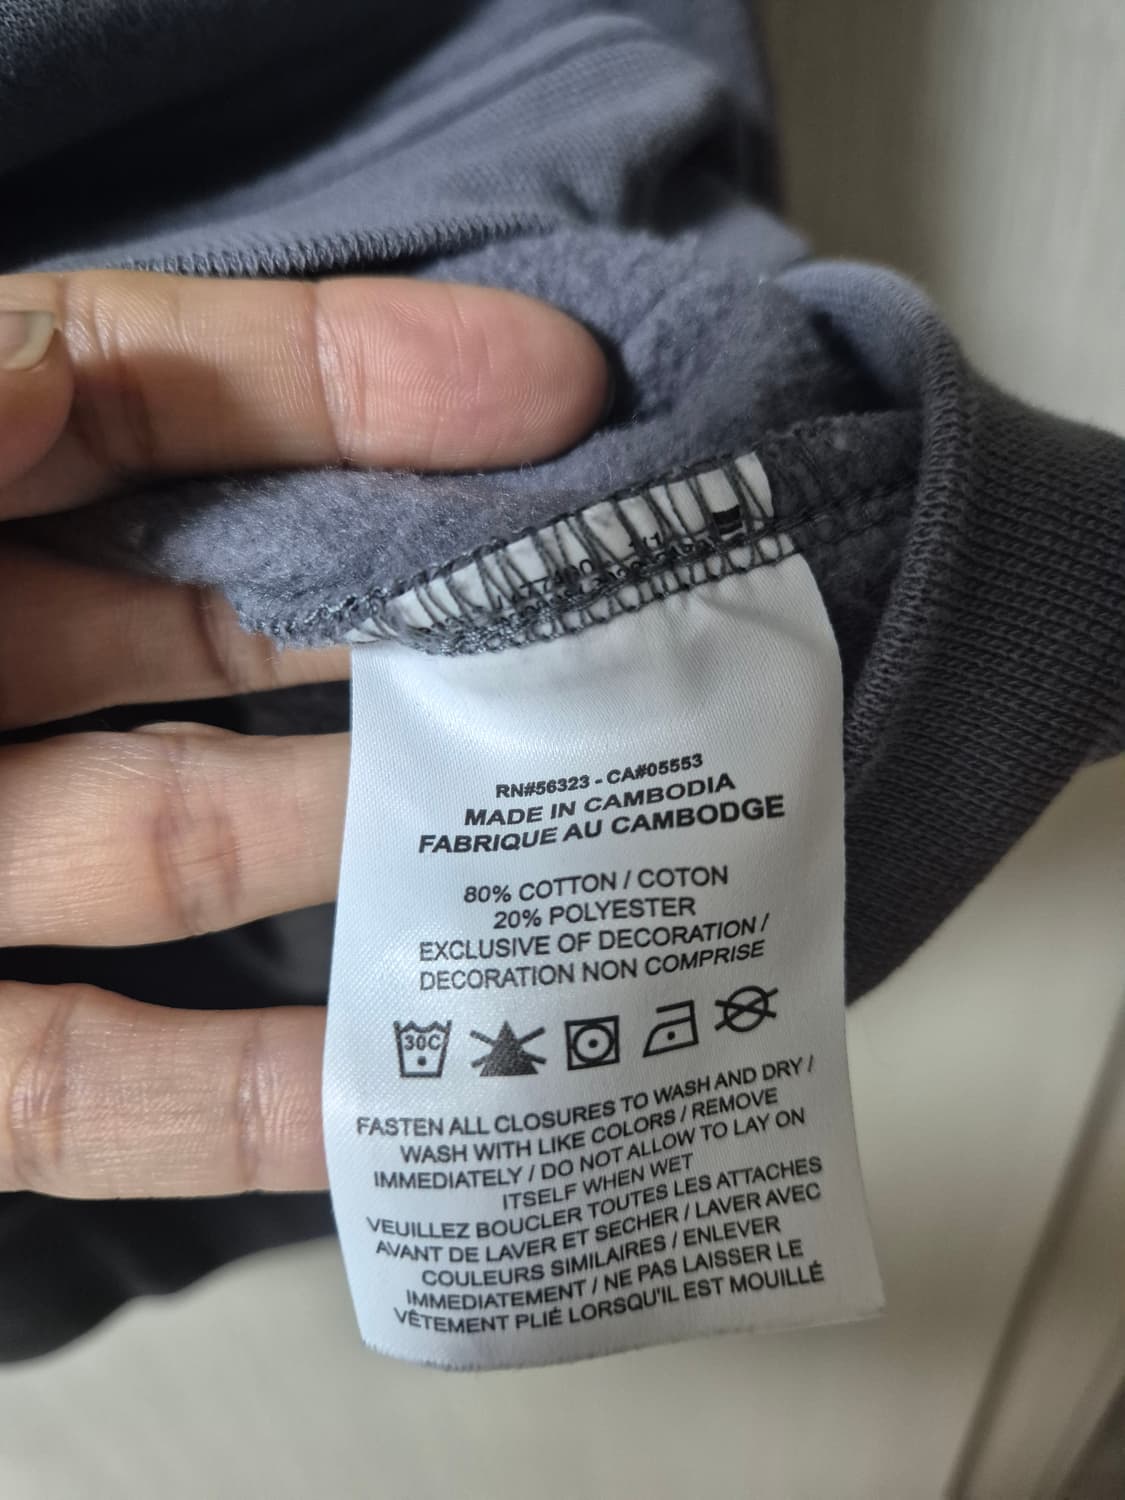 RN#56323 - CA#05553
MADE IN CAMBODIA
FABRIQUE AU CAMBODGE
80% COTTON / COTON
20% POLYESTER
EXCLUSIVE OF DECORATION /
DECORATION NON COMPRISE
30C
FASTEN ALL CLOSURES TO WASH AND DRY /
WASH WITH LIKE COLORS / REMOVE
IMMEDIATELY / DO NOT ALLOW TO LAY ON
ITSELF WHEN WET
VEUILLEZ BOUCLER TOUTES LES ATTACHES
AVANT DE LAVER ET SECHER / LAVER AVEC
COULEURS SIMILAIRES / ENLEVER
IMMEDIATEMENT / NE PAS LAISSER LE
VÊTEMENT PLIÉ LORSQU'IL EST MOUILLÉ